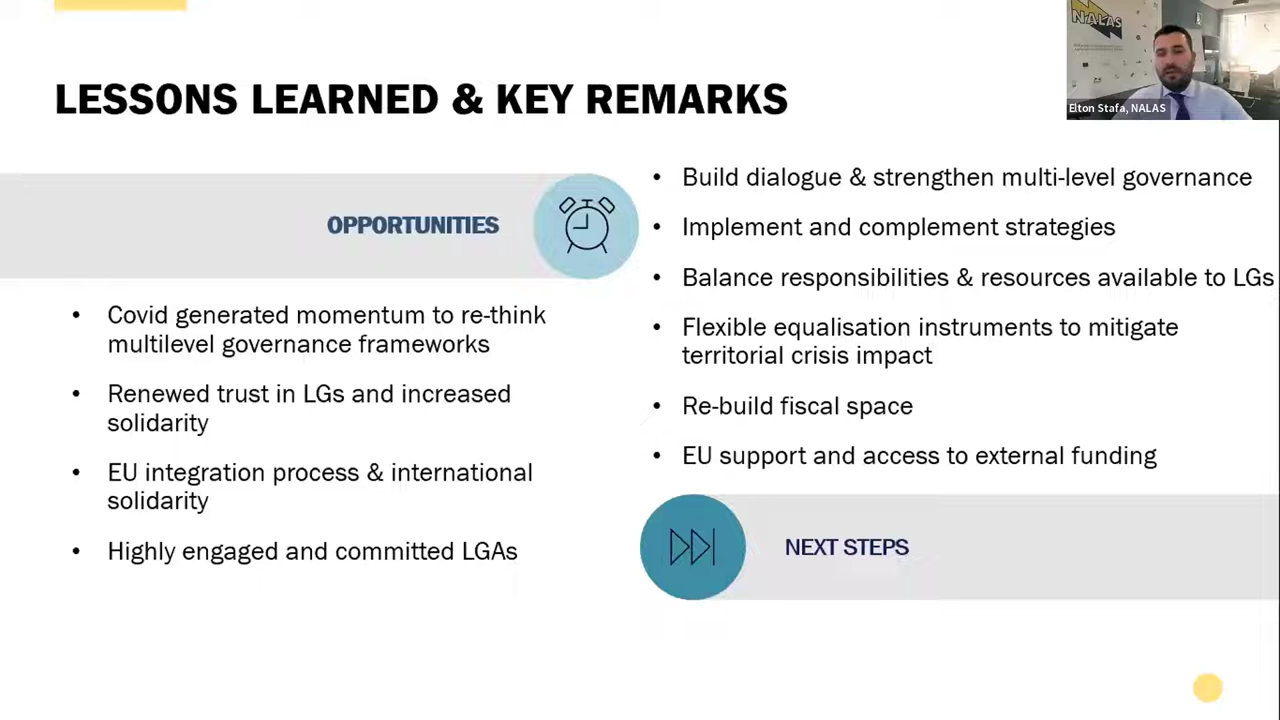 LESSONS LEARNED & KEY REMARKS
NALAS
Elton Stafa, NALAS
OPPORTUNITIES
• Covid generated momentum to re-think
multilevel governance frameworks
• Renewed trust in LGs and increased
solidarity
• EU integration process & international
solidarity
• Highly engaged and committed LGAs
• Build dialogue & strengthen multi-level governance
• Implement and complement strategies
• Balance responsibilities & resources available to LGs
• Flexible equalisation instruments to mitigate
territorial crisis impact
• Re-build fiscal space
• EU support and access to external funding
NEXT STEPS